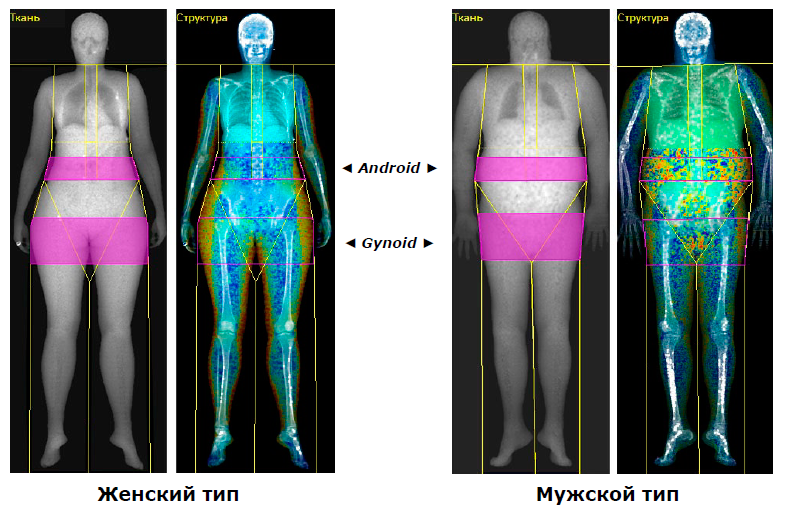 Ткань
Структура
Ткань
Структура
◄ Android ►
◄ Gynoid ►
Женский тип
Мужской тип